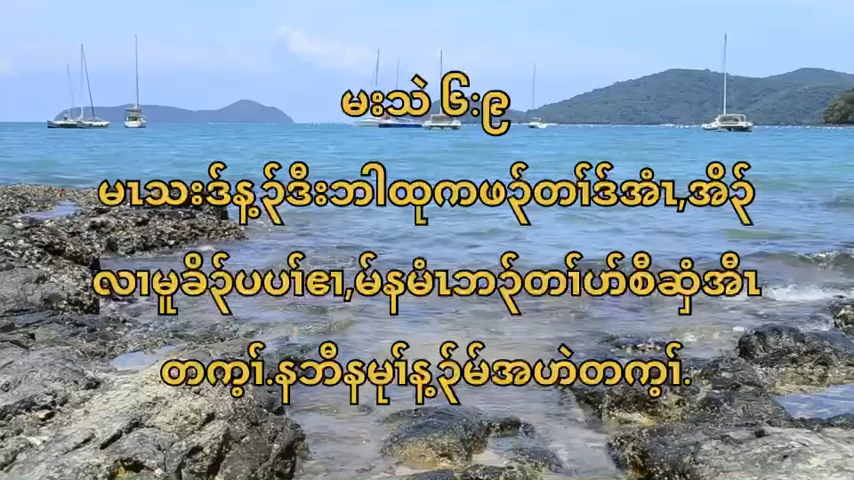 မးသဲ ၆:၉
မၤသးဒ်န့ၣ်ဒီးဘါထုကဖၣ်တၢ်ဒ်အံၤ,အိၣ်
လၢမူခိၣ်ပပၢ်ဧၢ,မ်နမံၤဘၣ်တၢ်ဟ်စီဆှံအီၤ
တက့ၢ်.နဘီနမုၢ်န့ၣ်မ်အဟဲတက့ၢ်.